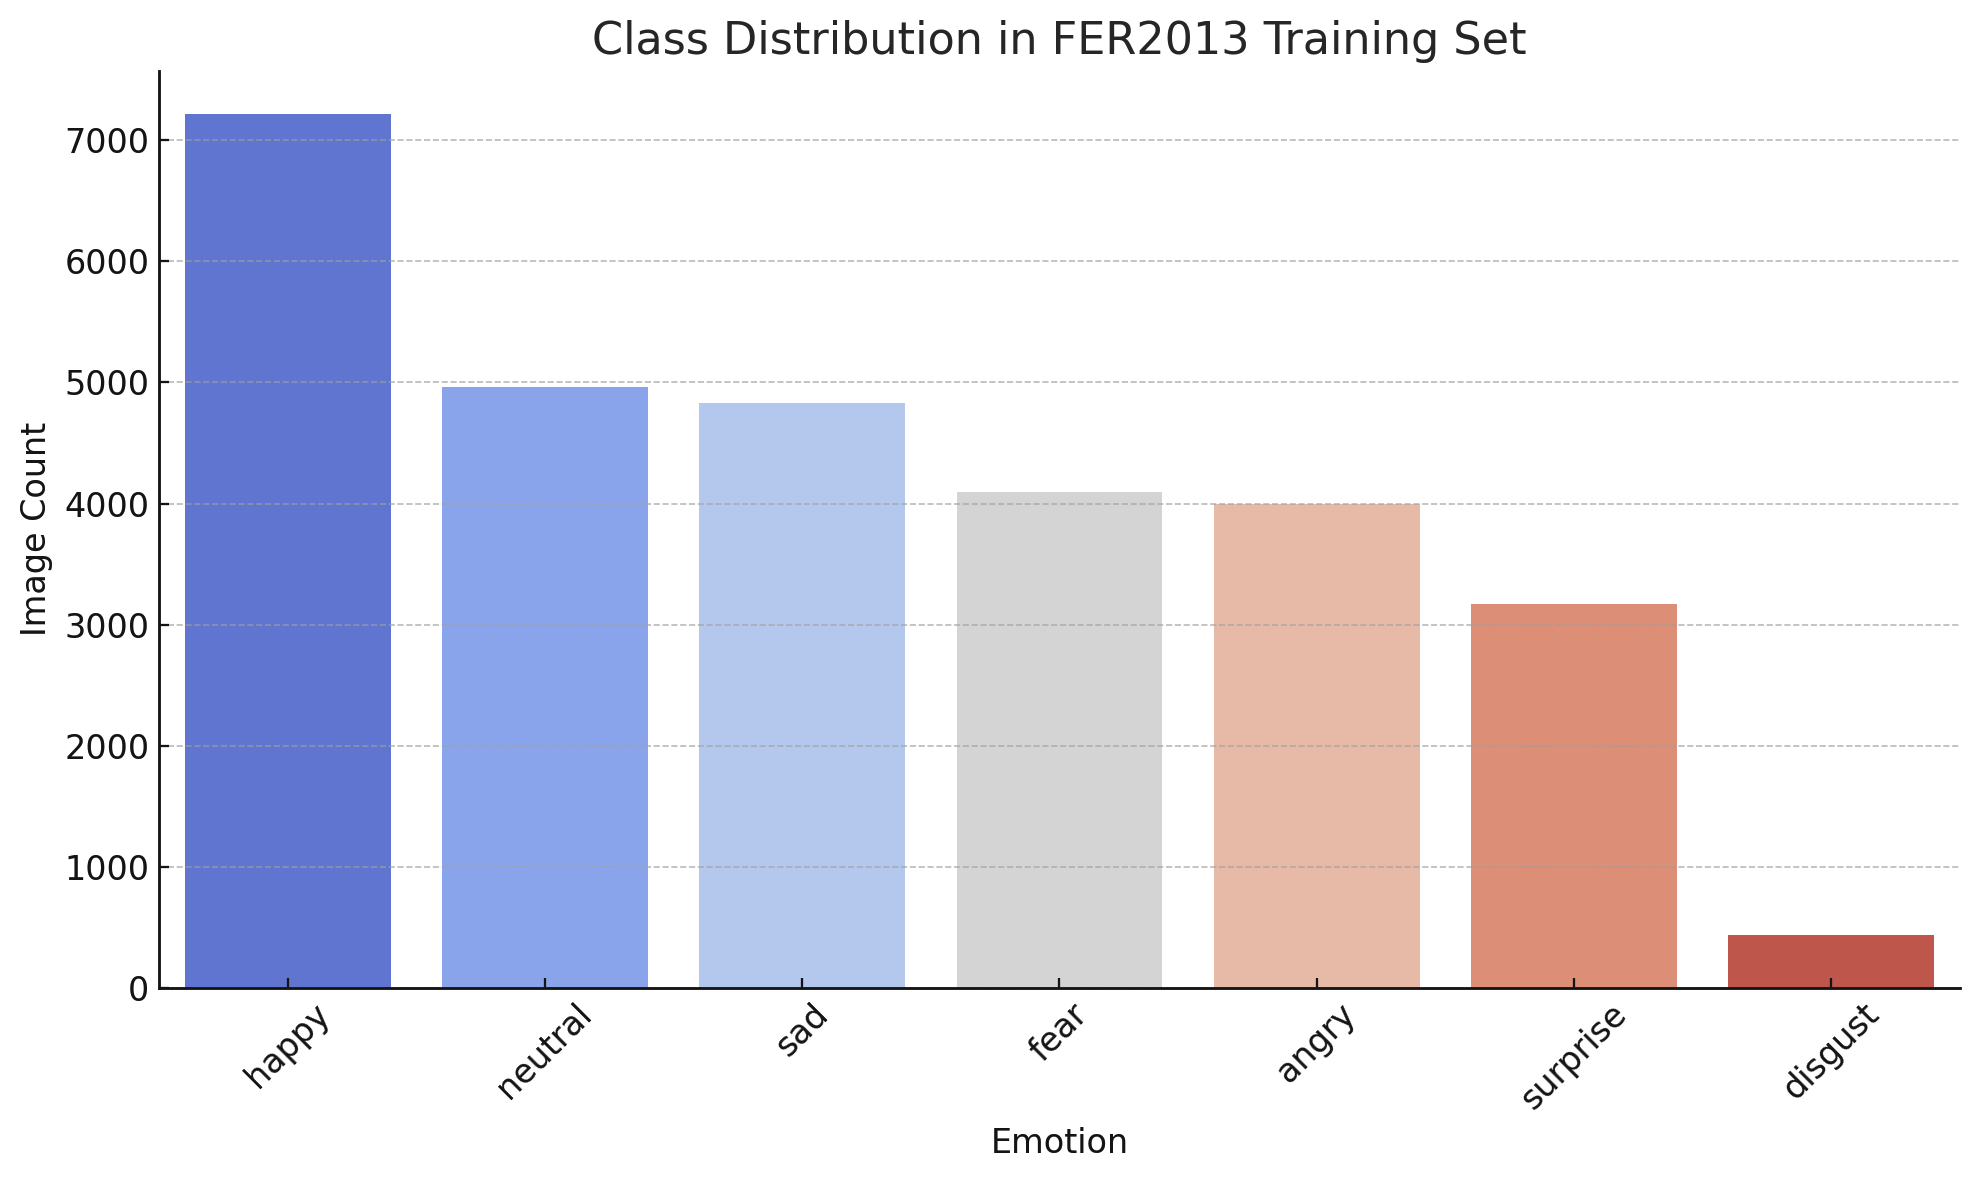 Class Distribution in FER2013 Training Set
Image Count
7000
6000
5000
4000
3000
2000
1000
0
happy
neutral
sad
fear
angry
surprise
disgust
Emotion